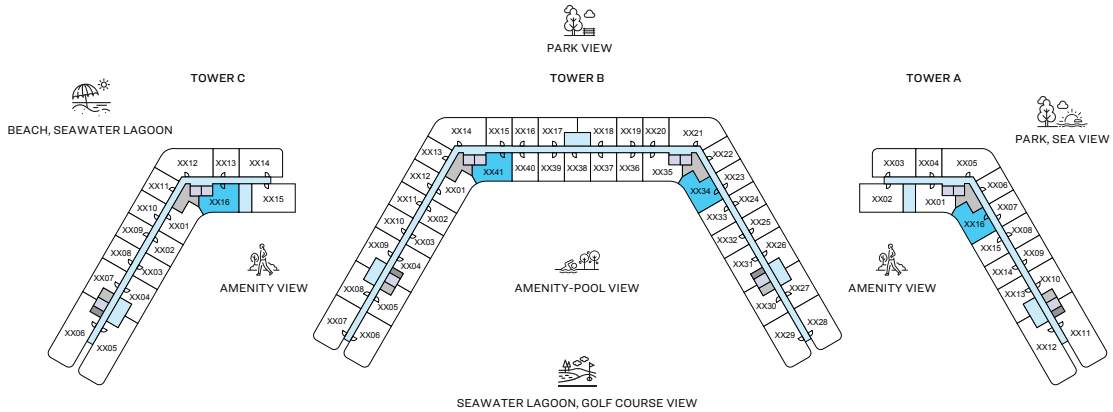 PARK VIEW
TOWER C
TOWER B
TOWER A
BEACH, SEAWATER LAGOON
PARK, SEA VIEW
XX12 XX13 XX14
XX11
XX10
XX09
XX08
XX07
XX06
XX05
XX04
XX03
XX02
XX01
XX16
XX15
XX14 XX15 XX16 XX17 XX18 XX19 XX20 XX21
XX13
XX12
XX11
XX10
XX09
XX08
XX07
XX06
XX05
XX04
XX03
XX02
XX01
XX41 XX40 XX39 XX38 XX37 XX36 XX35
XX34
XX22
XX23
XX24
XX25
XX26
XX27
XX28
XX29
XX30
XX31
XX32
XX33
XX03 XX04 XX05
XX02 XX01
XX16
XX06
XX07
XX08
XX09
XX10
XX11
XX12
XX13
XX14
XX15
AMENITY VIEW
AMENITY-POOL VIEW
AMENITY VIEW
SEAWATER LAGOON, GOLF COURSE VIEW